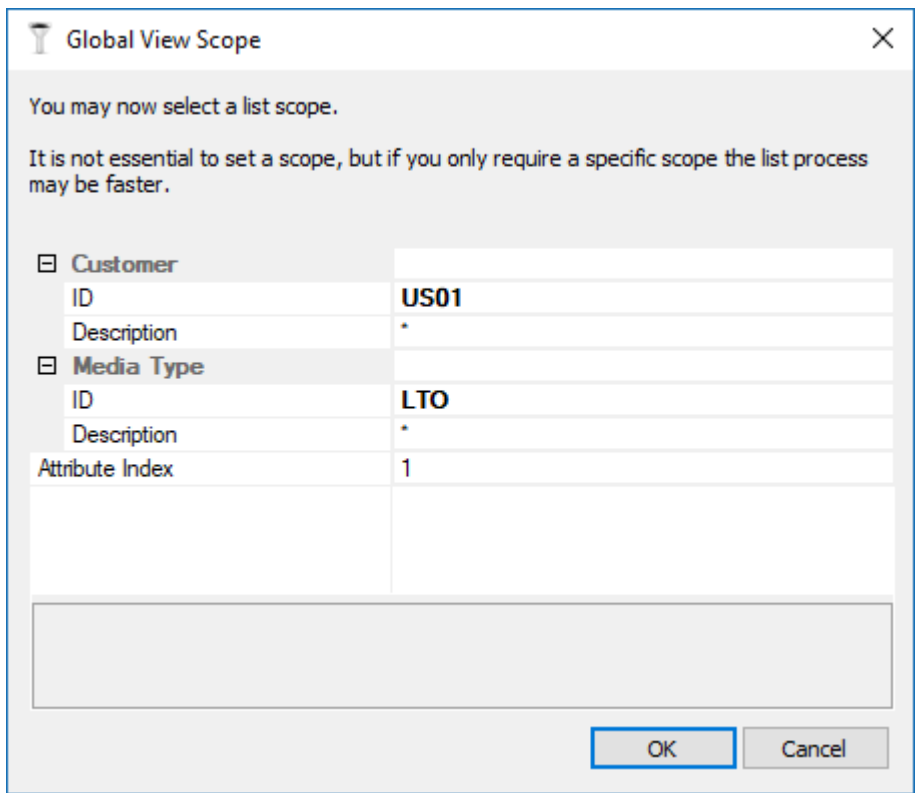 Global View Scope
You may now select a list scope.
It is not essential to set a scope, but if you only require a specific scope the list process
may be faster.
Customer
ID US01
Description *
Media Type
ID LTO
Description *
Attribute Index 1
OK Cancel